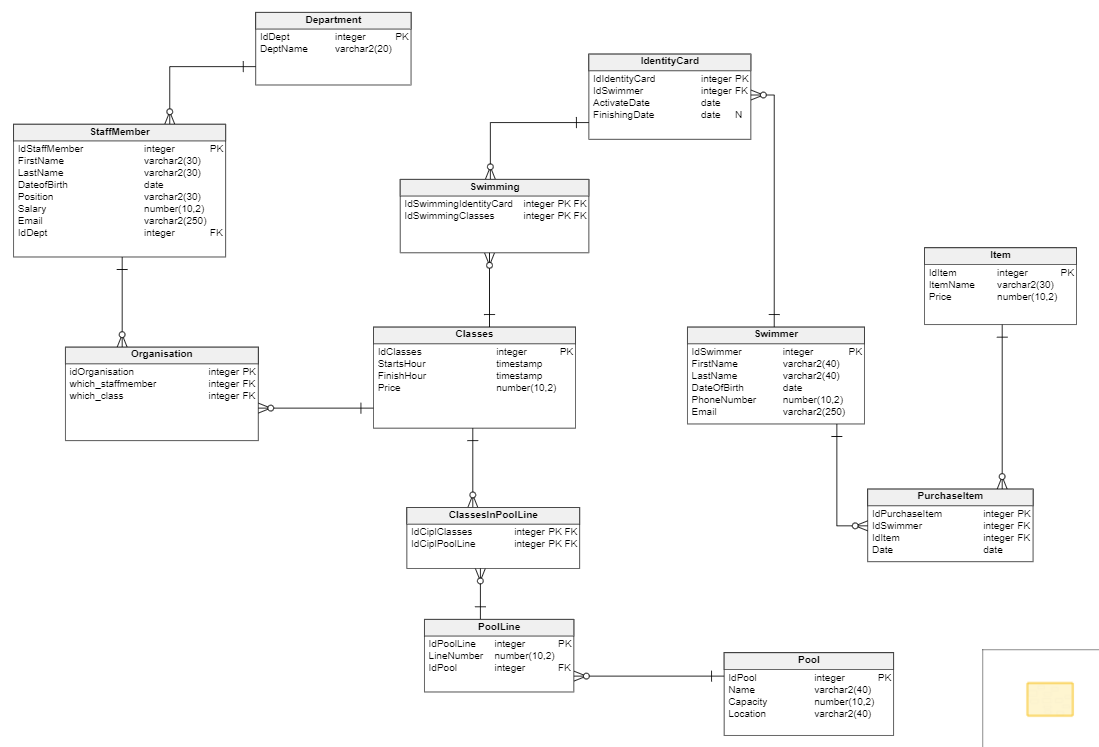 Department
IdDept integer PK
DeptName varchar2(20)
IdentityCard
IdIdentityCard integer PK
IdSwimmer integer FK
ActivateDate date
FinishingDate date N
StaffMember
IdStaffMember integer PK
FirstName varchar2(30)
LastName varchar2(30)
DateofBirth date
Position varchar2(30)
Salary number(10,2)
Email varchar2(250)
IdDept integer FK
Swimming
IdSwimmingIdentityCard integer PK FK
IdSwimmingClasses integer PK FK
Item
IdItem integer PK
ItemName varchar2(30)
Price number(10,2)
Organisation
idOrganisation integer PK
which_staffmember integer FK
which_class integer FK
Classes
IdClasses integer PK
StartsHour timestamp
FinishHour timestamp
Price number(10,2)
Swimmer
IdSwimmer integer PK
FirstName varchar2(40)
LastName varchar2(40)
DateOfBirth date
PhoneNumber number(10,2)
Email varchar2(250)
PurchaseItem
IdPurchaseItem integer PK
IdSwimmer integer FK
IdItem integer FK
Date date
ClassesInPoolLine
IdCiplClasses integer PK FK
IdCiplPoolLine integer PK FK
PoolLine
IdPoolLine integer PK
LineNumber number(10,2)
IdPool integer FK
Pool
IdPool integer PK
Name varchar2(40)
Capacity number(10,2)
Location varchar2(40)